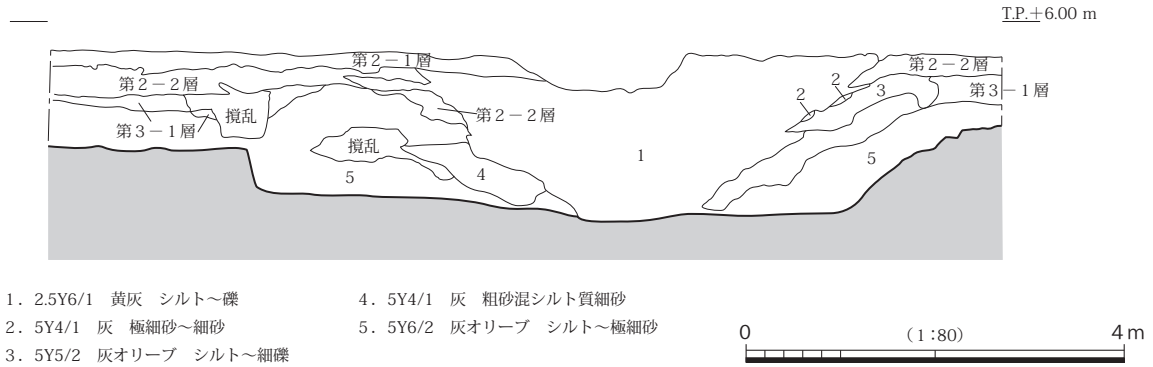 T.P.+6.00 m
第２－１層
第２－２層
第２－２層
２
３
第３－１層
２
撹乱
第２－２層
第３－１層
撹乱
１
５
５
４
１．2.5Y6/1　黄灰　シルト～礫
２．5Y4/1　灰　極細砂～細砂
３．5Y5/2　灰オリーブ　シルト～細礫
４．5Y4/1　灰　粗砂混シルト質細砂
５．5Y6/2　灰オリーブ　シルト～極細砂
0　（1：80）　4ｍ